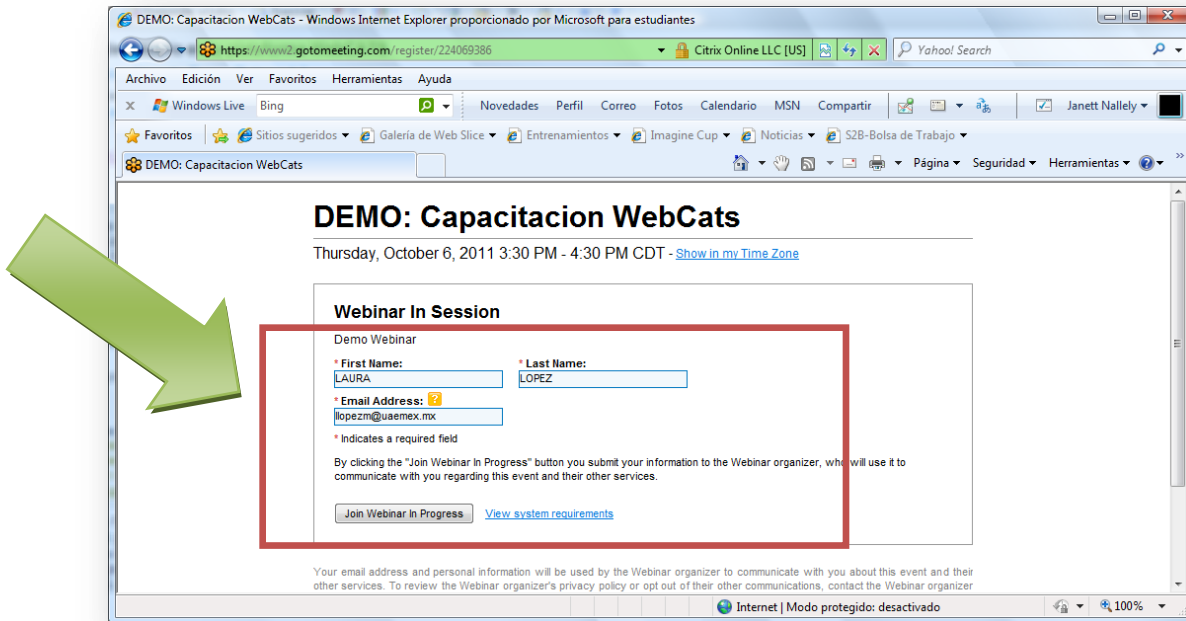 DEMO: Capacitacion WebCats - Windows Internet Explorer proporcionado por Microsoft para estudiantes
https://www2.gotomeeting.com/register/224069386 Citrix Online LLC [US] Yahoo! Search
Archivo Edición Ver Favoritos Herramientas Ayuda
x Windows Live Bing Novedades Perfil Correo Fotos Calendario MSN Compartir Janett Nallely
Favoritos Sitios sugeridos Galería de Web Slice Entrenamientos Imagine Cup Noticias S2B-Bolsa de Trabajo
DEMO: Capacitacion WebCats Página Seguridad Herramientas
DEMO: Capacitacion WebCats
Thursday, October 6, 2011 3:30 PM - 4:30 PM CDT - Show in my Time Zone
Webinar In Session
Demo Webinar
* First Name: * Last Name:
LAURA LOPEZ
* Email Address: ?
llopezm@uaemex.mx
* Indicates a required field
By clicking the "Join Webinar In Progress" button you submit your information to the Webinar organizer, who will use it to
communicate with you regarding this event and their other services.
Join Webinar In Progress View system requirements
Your email address and personal information will be used by the Webinar organizer to communicate with you about this event and their
other services. To review the Webinar organizer's privacy policy or opt out of their other communications, contact the Webinar organizer
Internet | Modo protegido: desactivado 100%